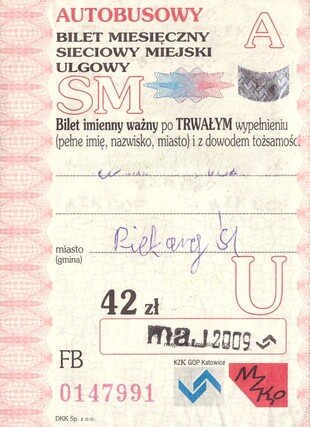 AUTOBUSOWY
BILET MIESIĘCZNY
SIECIOWY MIEJSKI
ULGOWY
A
SM
Bilet imienny ważny po TRWAŁYM wypełnieniu
(pełne imię, nazwisko, miasto) i z dowodem tożsamości
miasto
(gmina)
Piekary Śl
42 zł
U
maj 2009
FB
KZK GOP Katowice
MZKP
0147991
DKK Sp. z o.o.